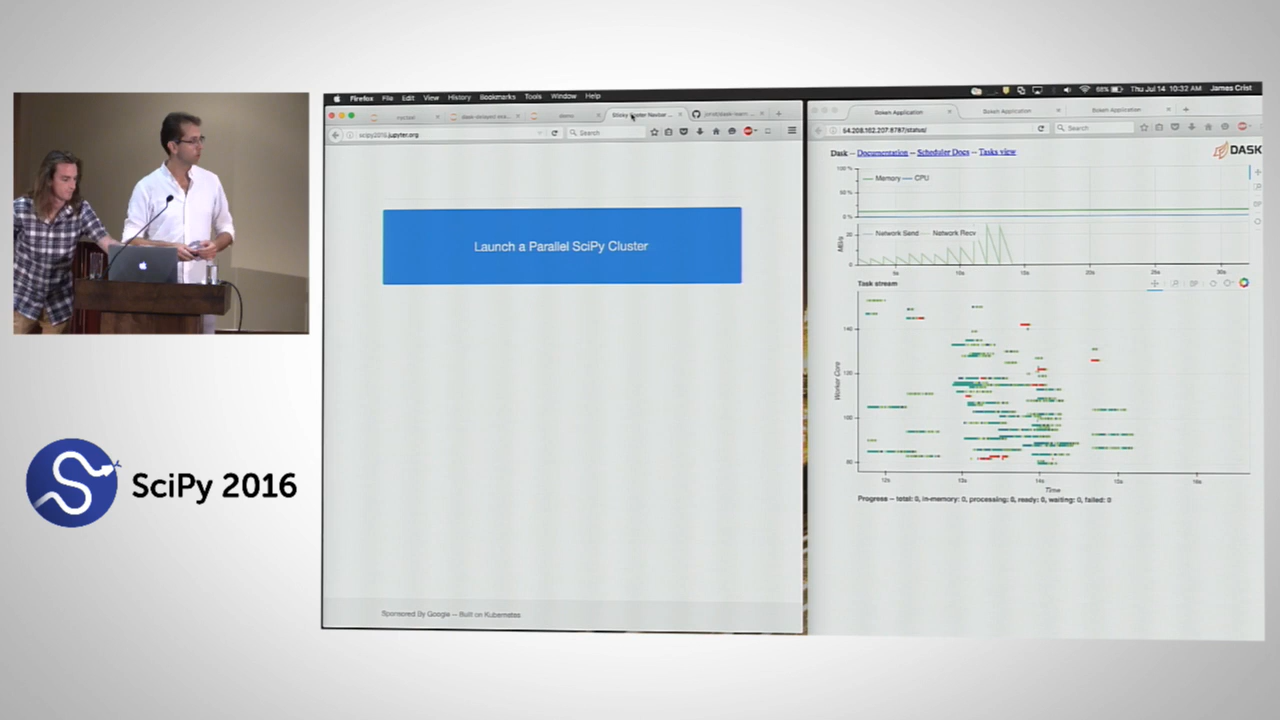 Firefox File Edit View History Bookmarks Tools Window Help
Thu Jul 14 10:32 AM James Crist
demo
Sticky Footer Navbar ...
scipy2016.jupyter.org
Search
Launch a Parallel SciPy Cluster
Sponsored By Google – Built on Kubernetes
Bokeh Application
Bokeh Application
Bokeh Application
54.208.162.207:8787/status/
Search
Dask – Documentation – Scheduler Docs – Tasks view
DASK
100 %
50 %
0 %
Memory CPU
MB/s
Network Send Network Recv
5s 10s 15s 20s 25s 30s
Task stream
Worker Core
140
120
100
80
12s 13s 14s 15s 16s
Time
Progress -- total: 0, in-memory: 0, processing: 0, ready: 0, waiting: 0, failed: 0
SciPy 2016